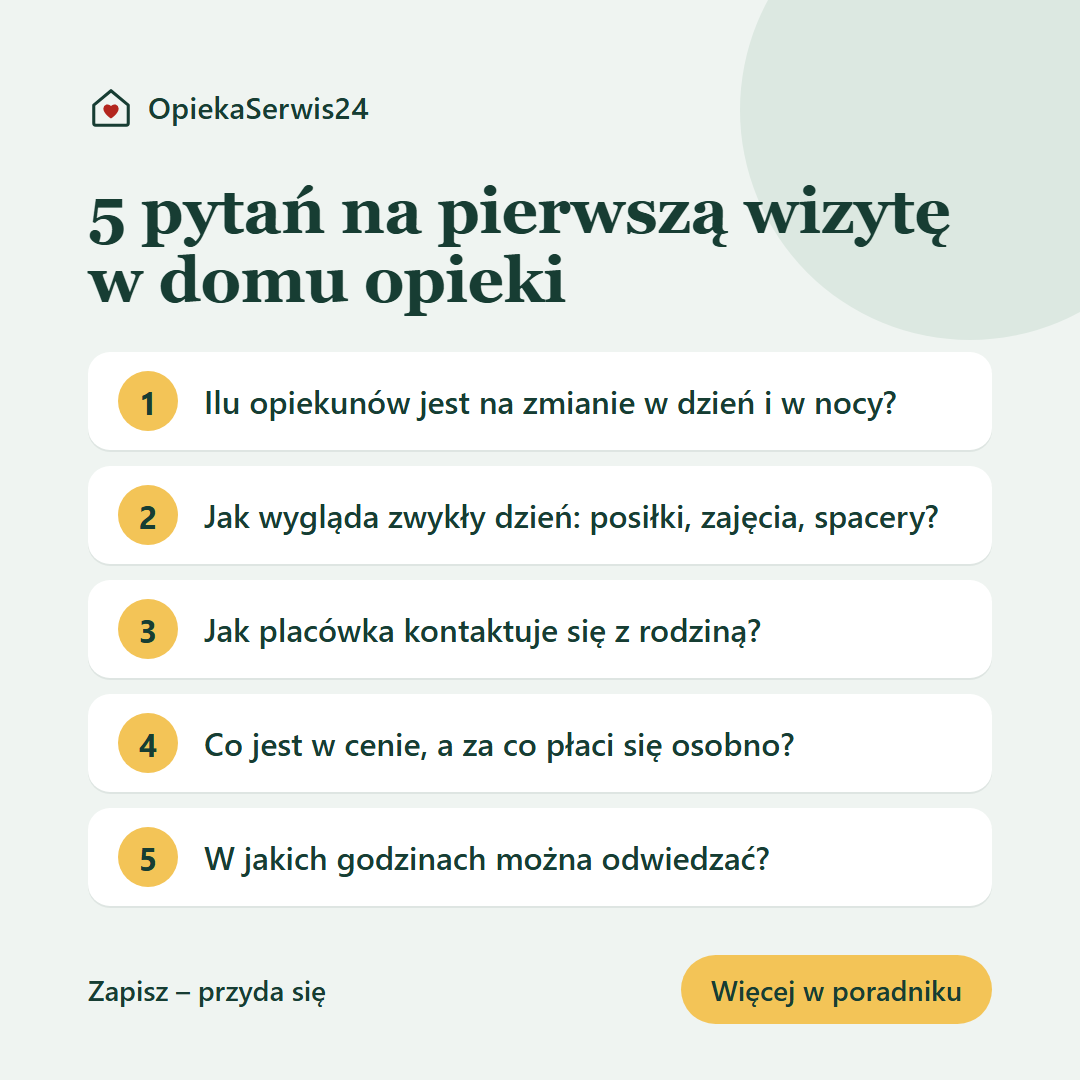 OpiekaSerwis24
5 pytań na pierwszą wizytę
w domu opieki
1 Ilu opiekunów jest na zmianie w dzień i w nocy?
2 Jak wygląda zwykły dzień: posiłki, zajęcia, spacery?
3 Jak placówka kontaktuje się z rodziną?
4 Co jest w cenie, a za co płaci się osobno?
5 W jakich godzinach można odwiedzać?
Zapisz – przyda się
Więcej w poradniku